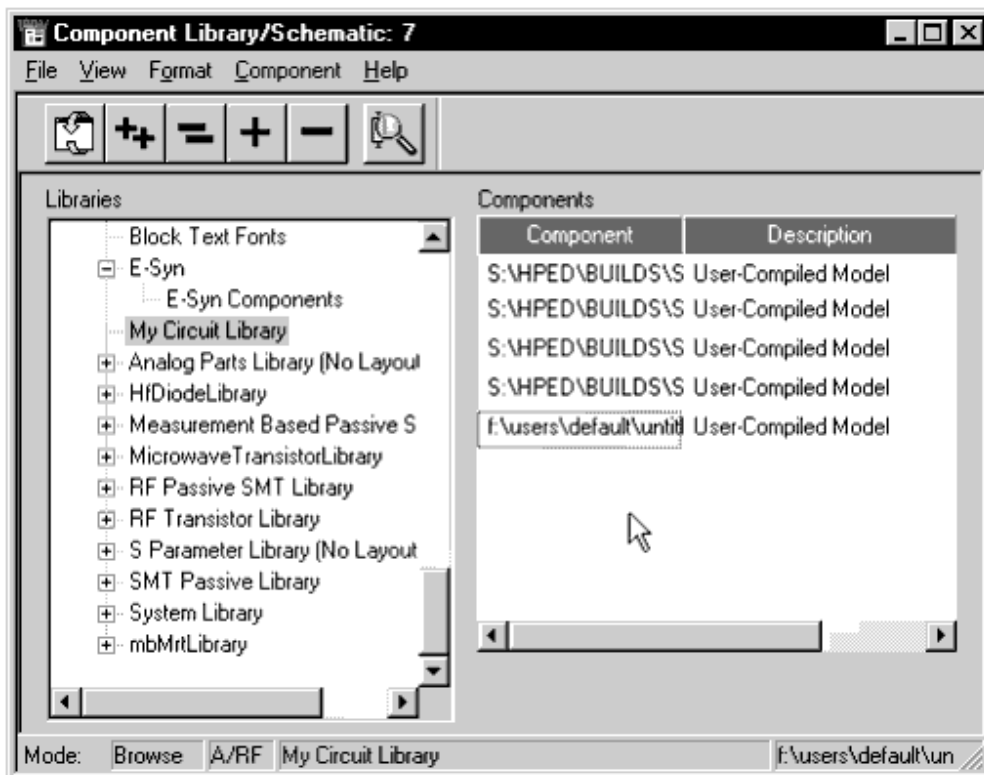 Component Library/Schematic: 7
File View Format Component Help
Libraries
Block Text Fonts
E-Syn
E-Syn Components
My Circuit Library
Analog Parts Library (No Layout
HfDiodeLibrary
Measurement Based Passive S
MicrowaveTransistorLibrary
RF Passive SMT Library
RF Transistor Library
S Parameter Library (No Layout
SMT Passive Library
System Library
mbMrtLibrary
Components
Component Description
S:\HPED\BUILDS\S User-Compiled Model
S:\HPED\BUILDS\S User-Compiled Model
S:\HPED\BUILDS\S User-Compiled Model
S:\HPED\BUILDS\S User-Compiled Model
f:\users\default\untitl User-Compiled Model
Mode: Browse A/RF My Circuit Library f:\users\default\un